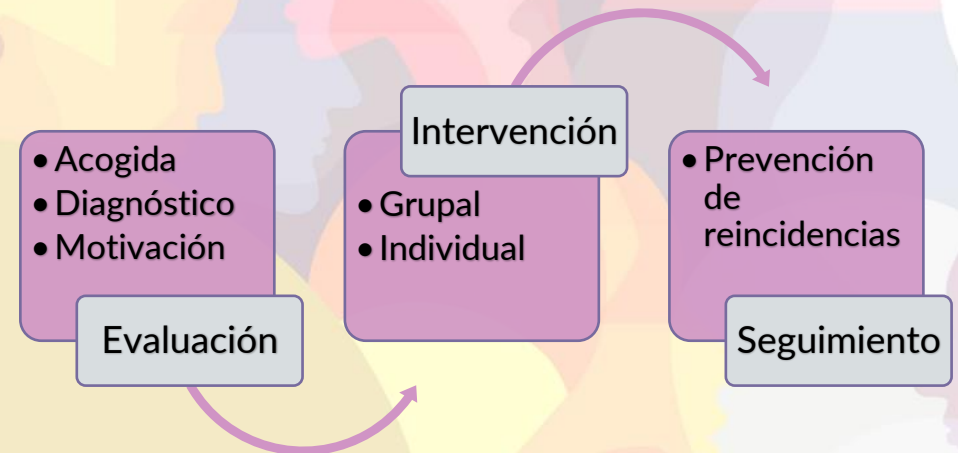 • Acogida
• Diagnóstico
• Motivación
Evaluación
Intervención
• Grupal
• Individual
• Prevención
de
reincidencias
Seguimiento